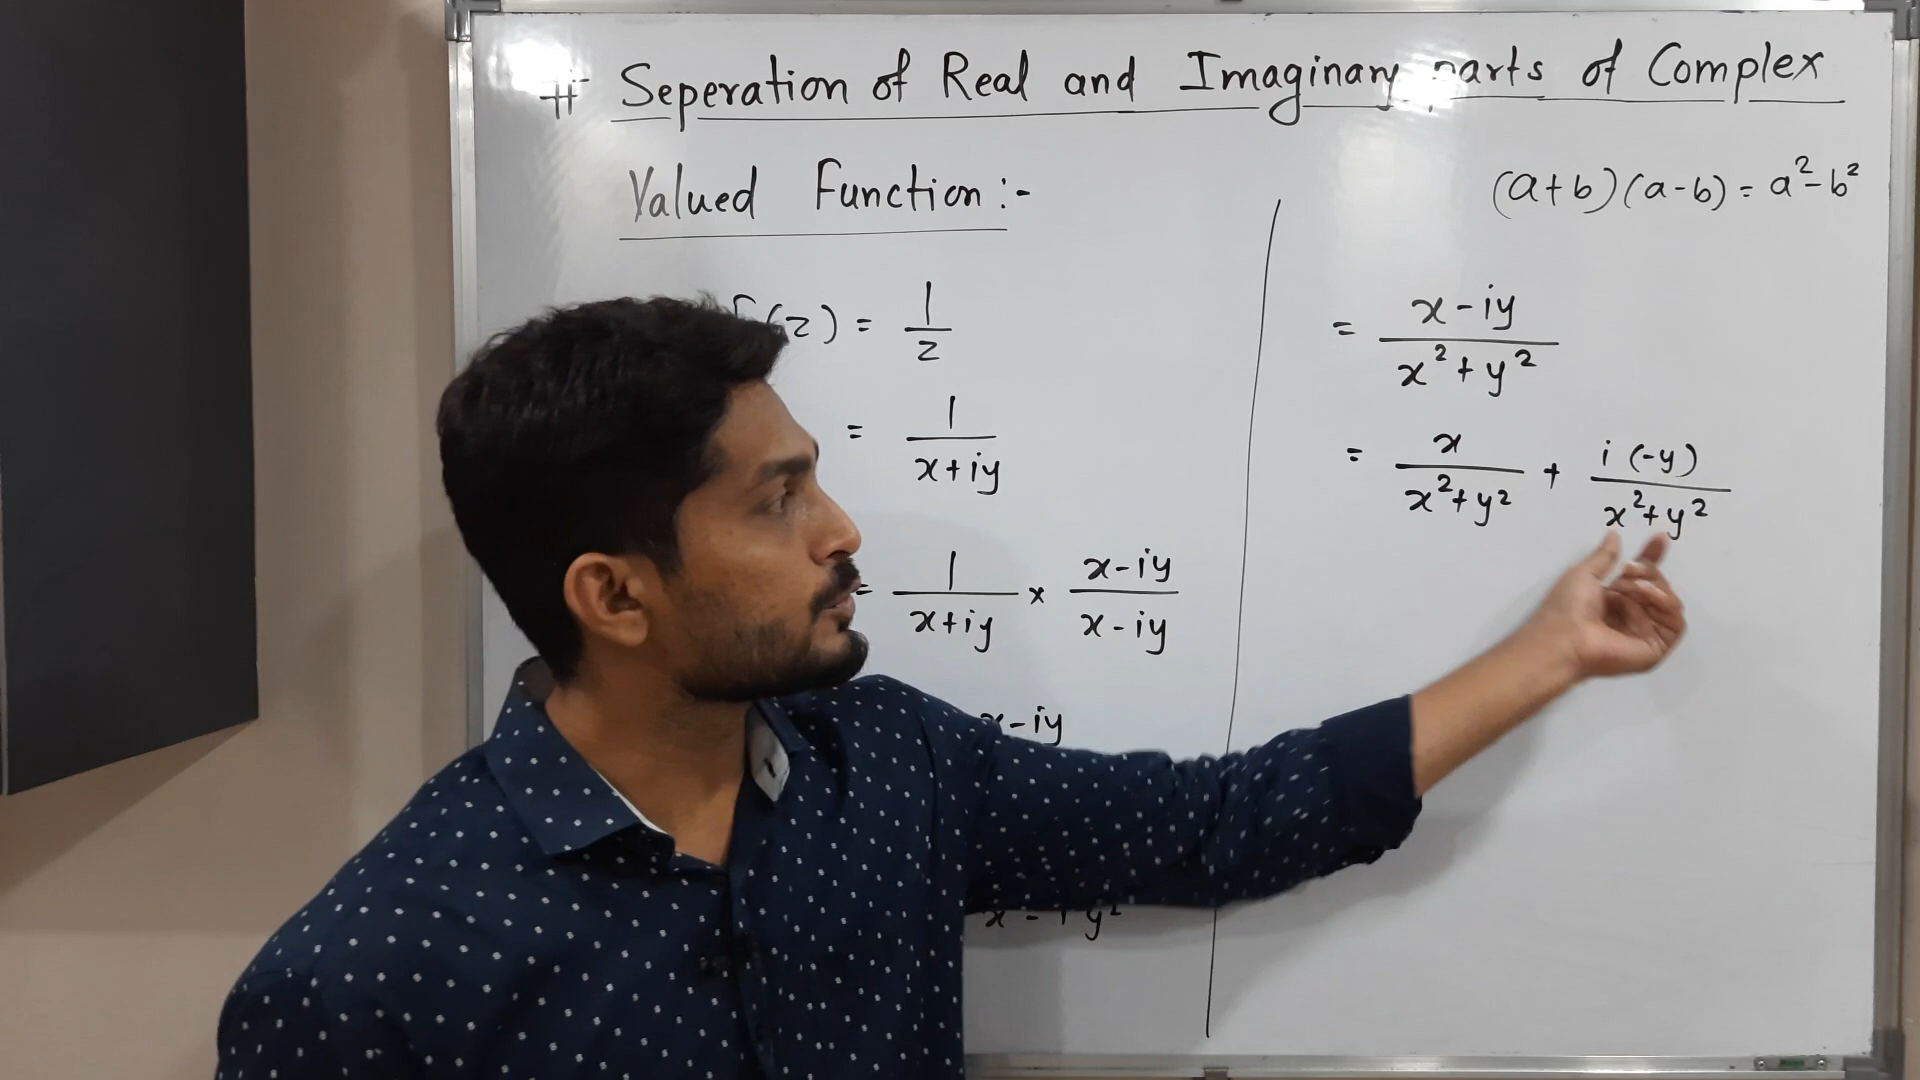 # Seperation of Real and Imaginary parts of Complex
Valued Function :-
(z) = 1/z
= 1/(x+iy)
= 1/(x+iy) × (x-iy)/(x-iy)
x-iy
(a+b)(a-b) = a²-b²
= (x-iy)/(x²+y²)
= x/(x²+y²) + i(-y)/(x²+y²)